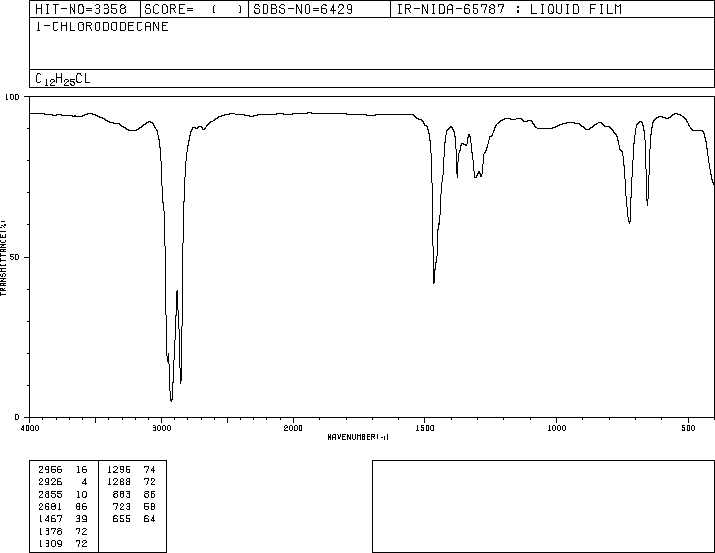 HIT-NO=3358 SCORE= ( ) SDBS-NO=6429 IR-NIDA-65787 : LIQUID FILM
1-CHLORODODECANE
C12H25CL
100
50
0
TRANSMITTANCE(%)
4000 3000 2000 1500 1000 500
WAVENUMBER(-1)
2956 16 1296 74
2926 4 1288 72
2855 10 883 86
2681 86 723 58
1467 39 655 64
1378 72
1309 72